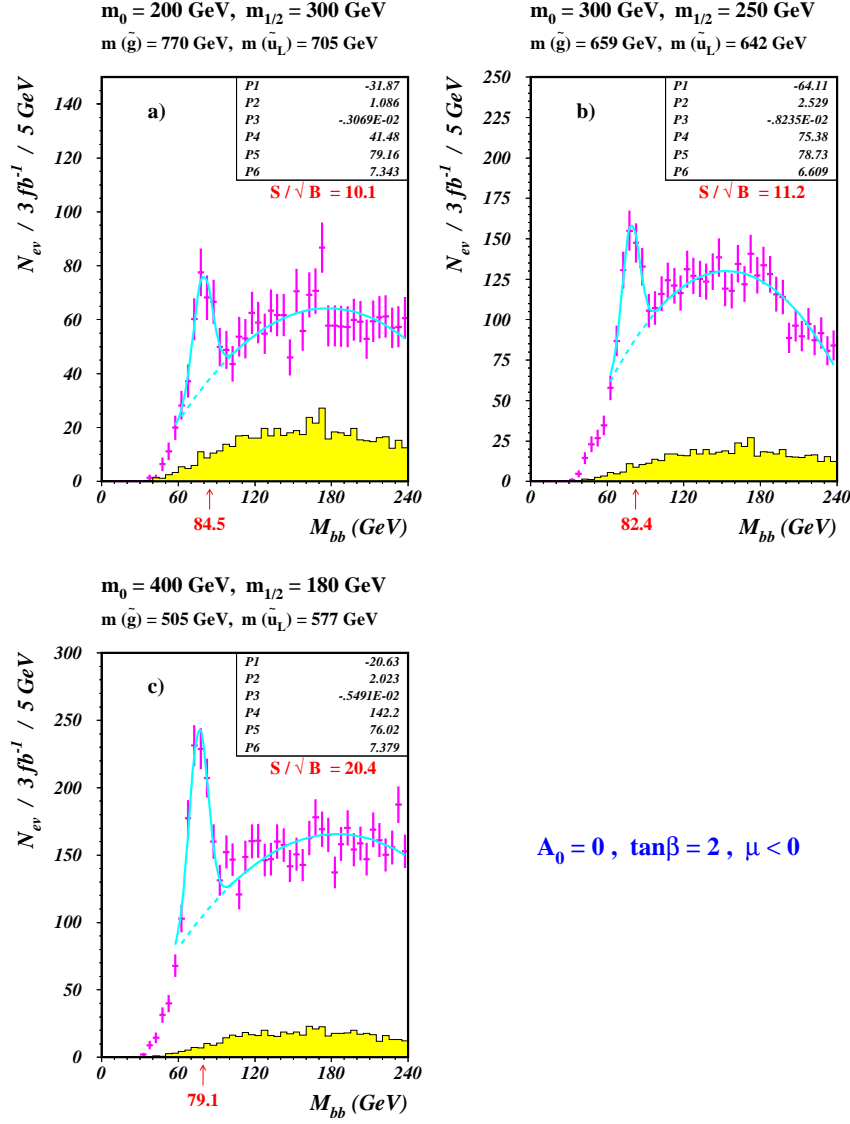 m0 = 200 GeV, m1/2 = 300 GeV
m (g̃) = 770 GeV, m (ũL) = 705 GeV
Nev / 3 fb-1 / 5 GeV
a)
P1 -31.87
P2 1.086
P3 -.3069E-02
P4 41.48
P5 79.16
P6 7.343
S / √ B = 10.1
140
120
100
80
60
40
20
0
0 60 120 180 240
84.5
Mbb (GeV)
m0 = 300 GeV, m1/2 = 250 GeV
m (g̃) = 659 GeV, m (ũL) = 642 GeV
Nev / 3 fb-1 / 5 GeV
b)
P1 -64.11
P2 2.529
P3 -.8235E-02
P4 75.38
P5 78.73
P6 6.609
S / √ B = 11.2
250
225
200
175
150
125
100
75
50
25
0
0 60 120 180 240
82.4
Mbb (GeV)
m0 = 400 GeV, m1/2 = 180 GeV
m (g̃) = 505 GeV, m (ũL) = 577 GeV
Nev / 3 fb-1 / 5 GeV
c)
P1 -20.63
P2 2.023
P3 -.5491E-02
P4 142.2
P5 76.02
P6 7.379
S / √ B = 20.4
300
250
200
150
100
50
0
0 60 120 180 240
79.1
Mbb (GeV)
A0 = 0 , tanβ = 2 , μ < 0